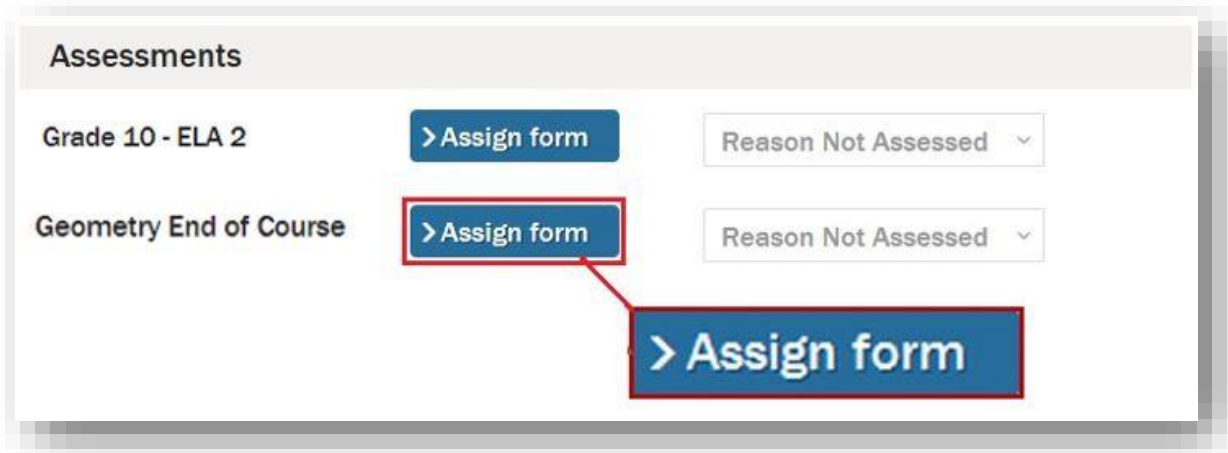 Assessments
Grade 10 - ELA 2
Assign form
Reason Not Assessed
Geometry End of Course
Assign form
Reason Not Assessed
Assign form